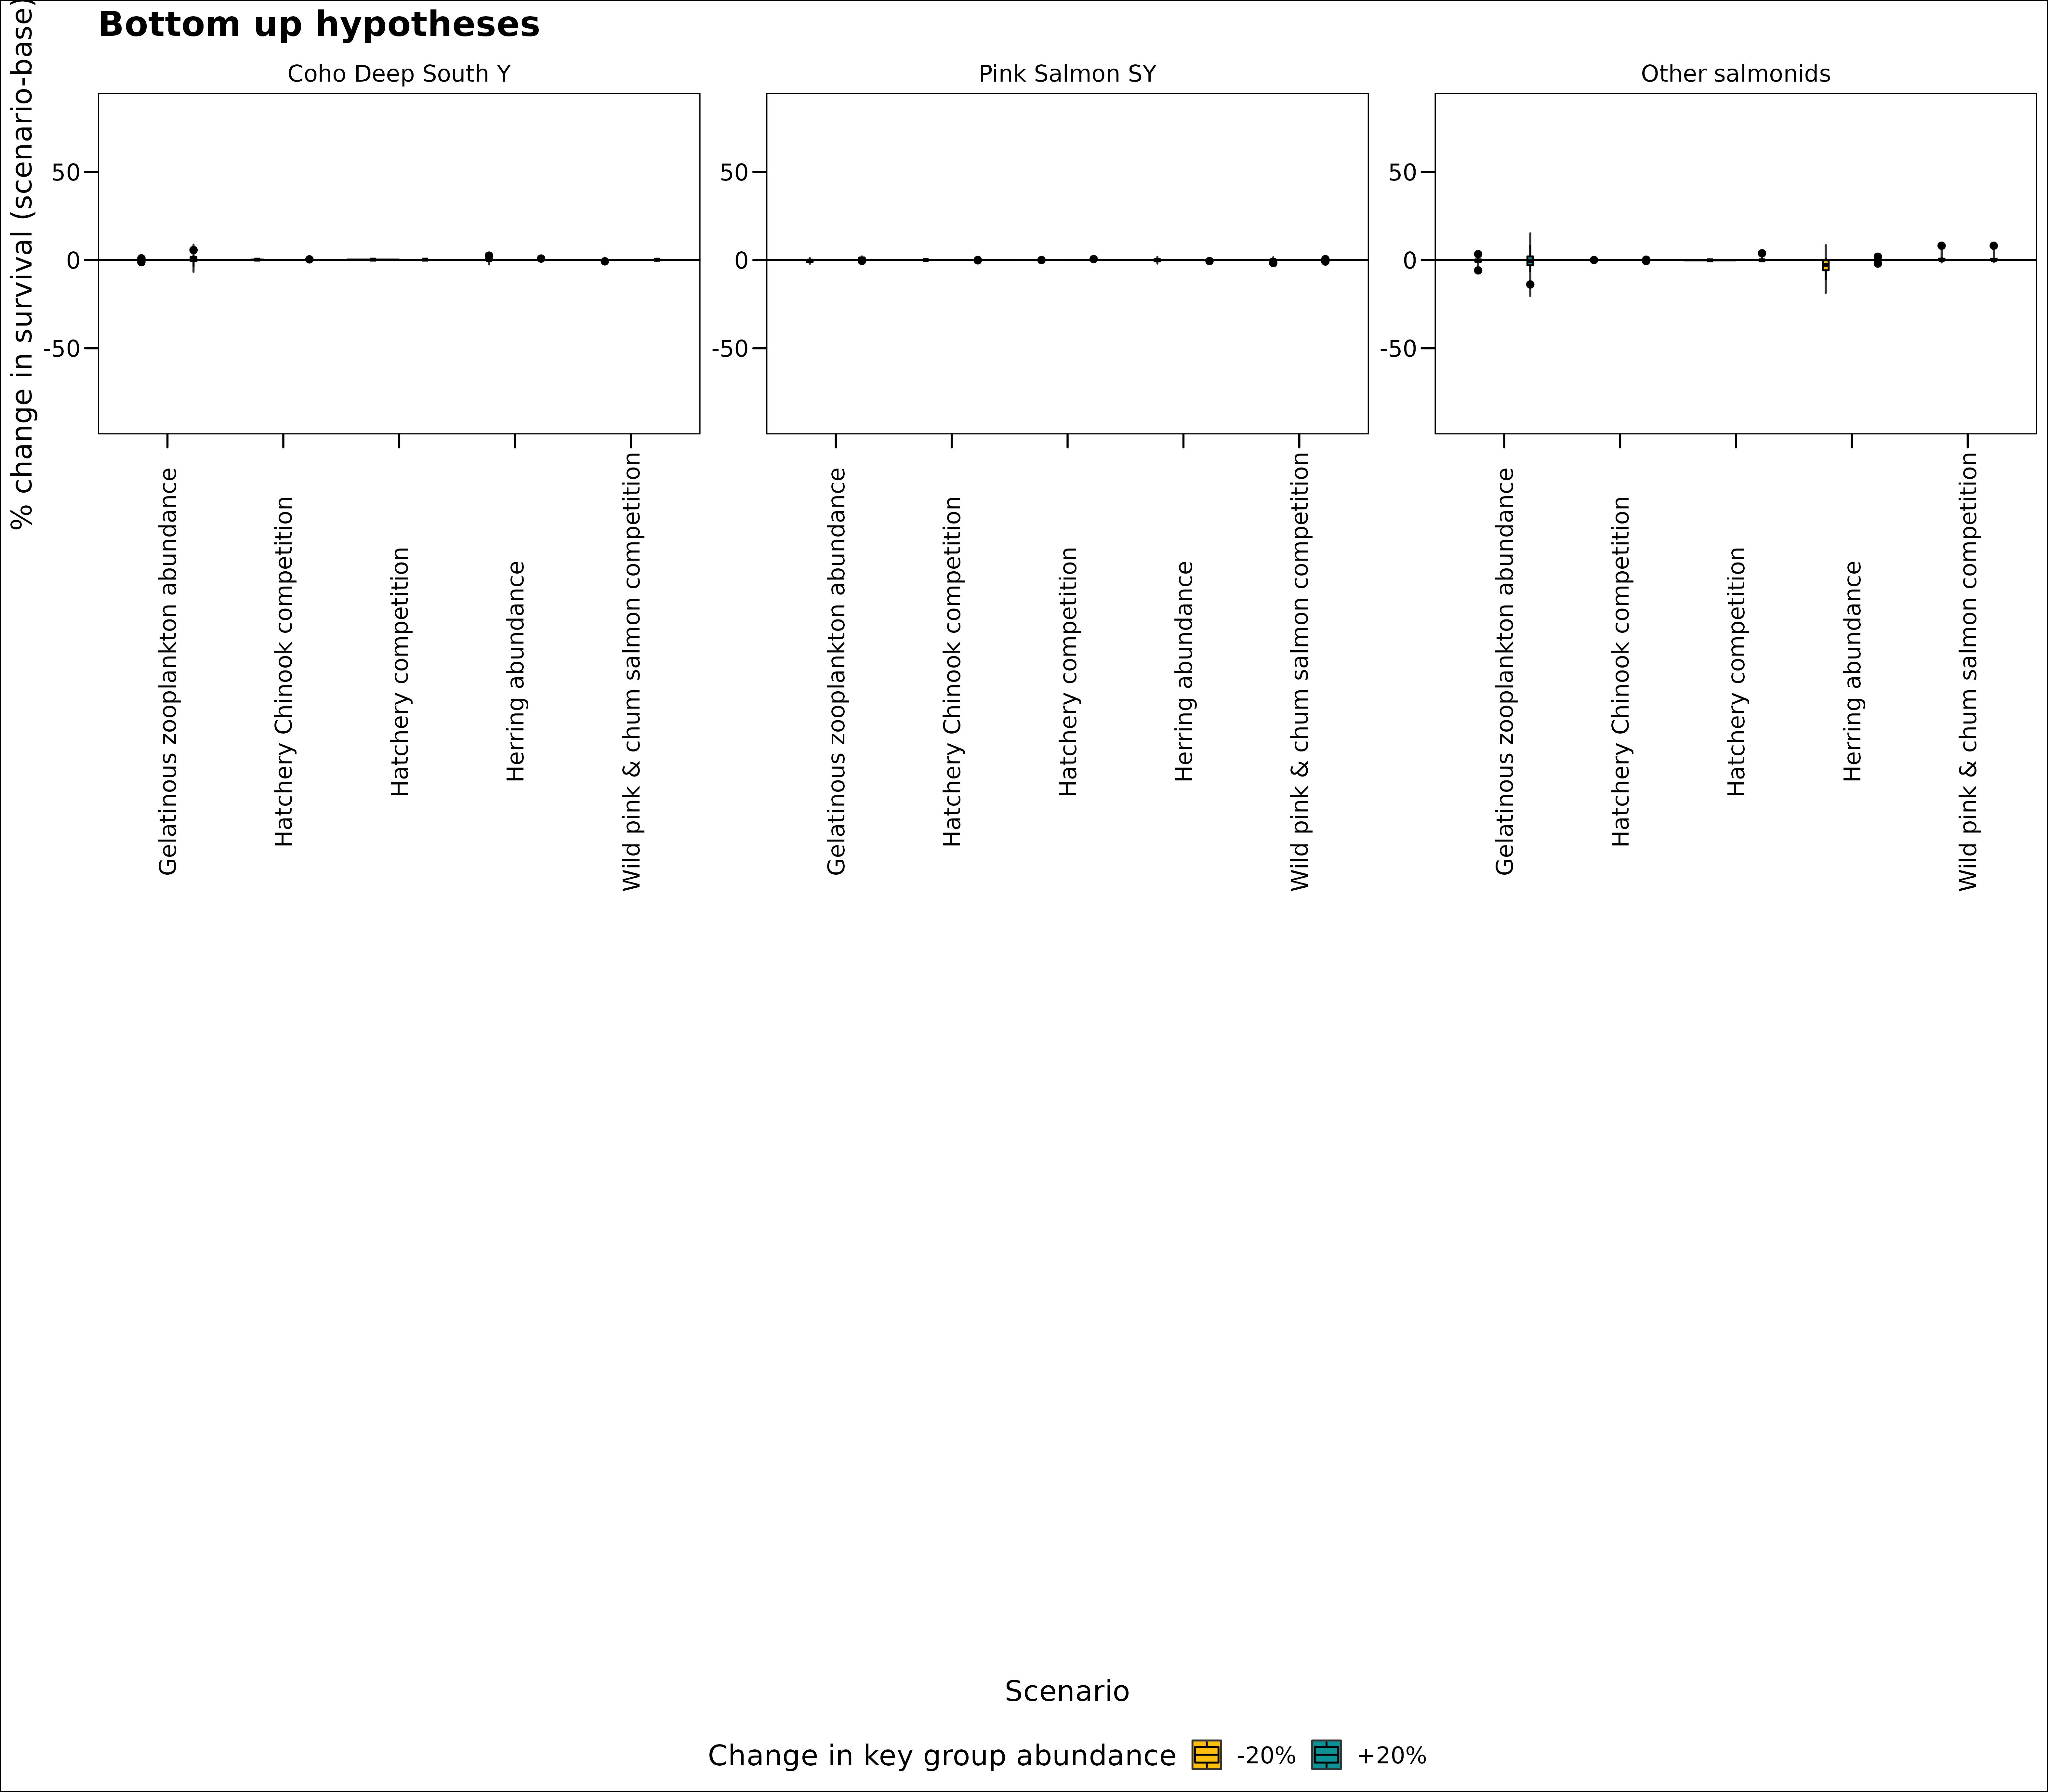 Bottom up hypotheses
% change in survival (scenario-base)
Coho Deep South Y
Pink Salmon SY
Other salmonids
50
0
-50
50
0
-50
50
0
-50
Gelatinous zooplankton abundance
Hatchery Chinook competition
Hatchery competition
Herring abundance
Wild pink & chum salmon competition
Gelatinous zooplankton abundance
Hatchery Chinook competition
Hatchery competition
Herring abundance
Wild pink & chum salmon competition
Gelatinous zooplankton abundance
Hatchery Chinook competition
Hatchery competition
Herring abundance
Wild pink & chum salmon competition
Scenario
Change in key group abundance -20% +20%